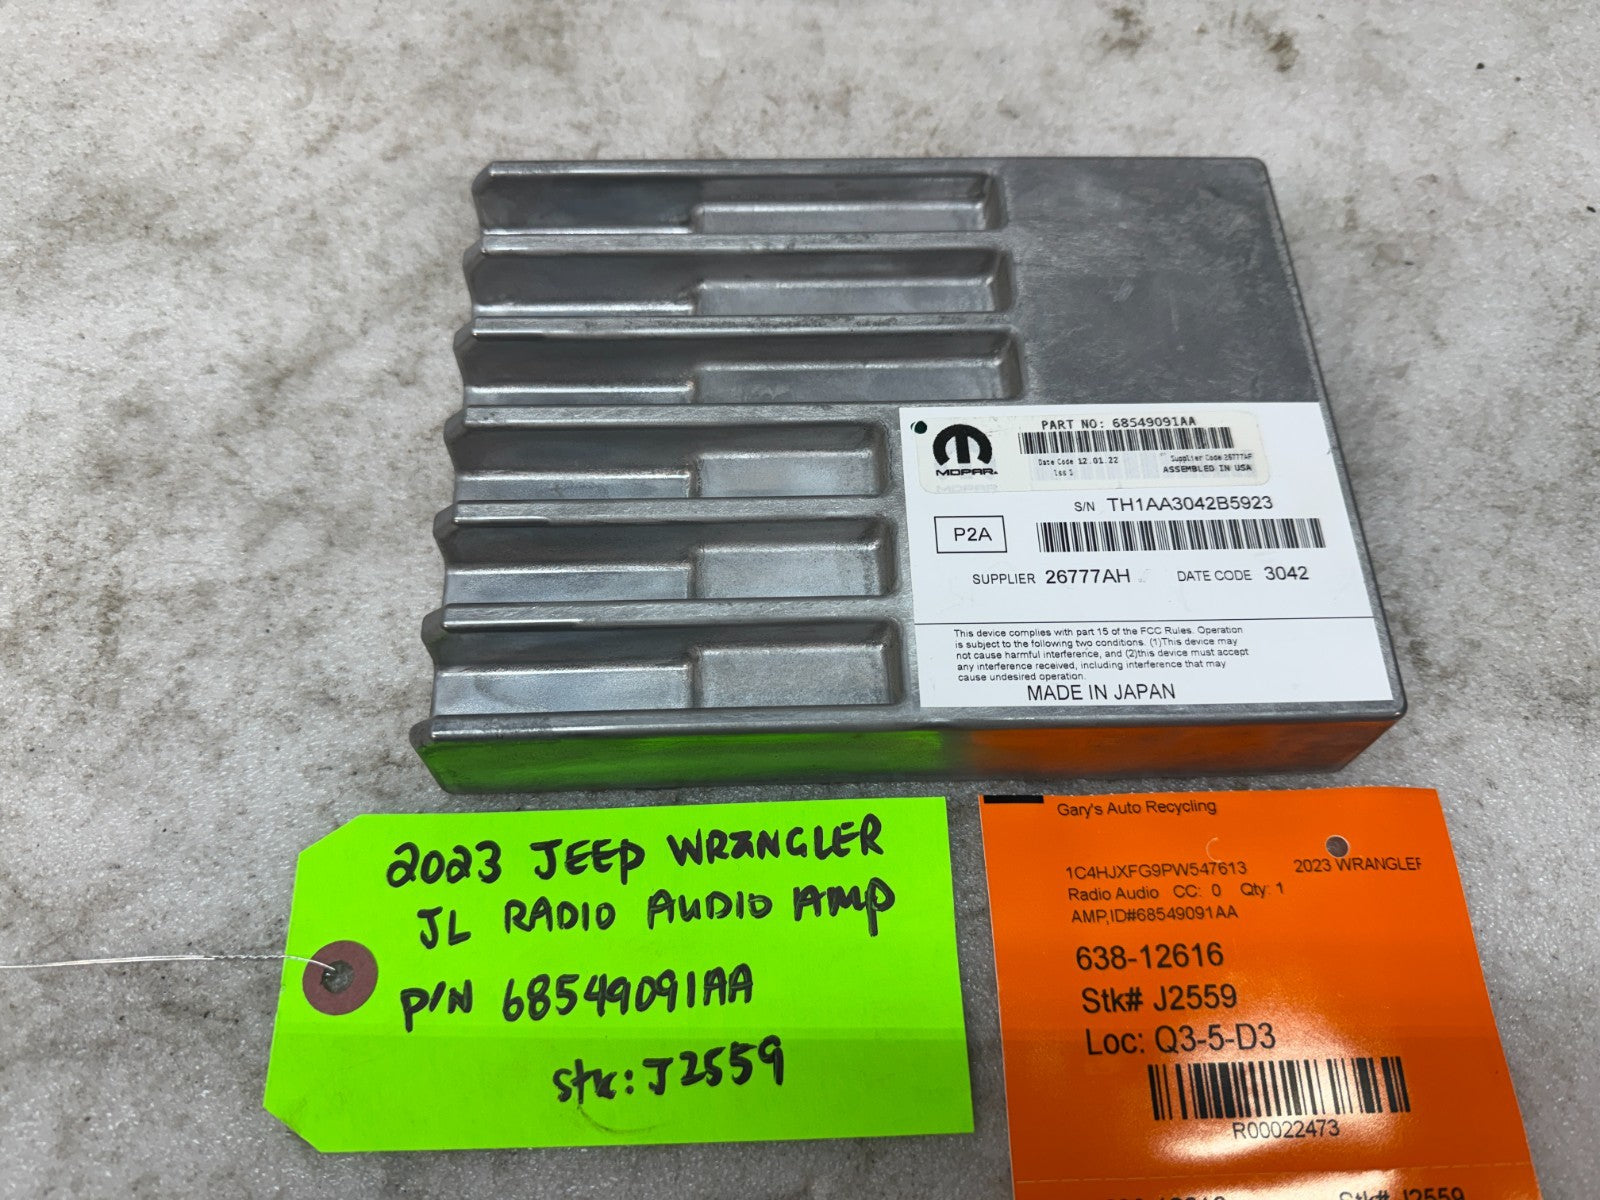 PART NO: 68549091AA
MOPAR
Date Code 12.01.22 Supplier Code 26777AP
Iss 1 ASSEMBLED IN USA
S/N TH1AA3042B5923
P2A
SUPPLIER 26777AH DATE CODE 3042
This device complies with part 15 of the FCC Rules. Operation
is subject to the following two conditions. (1)This device may
not cause harmful interference, and (2)this device must accept
any interference received, including interference that may
cause undesired operation.
MADE IN JAPAN
2023 JEEP WRANGLER
JL RADIO AUDIO AMP
P/N 68549091AA
stk: J2559
Gary's Auto Recycling
1C4HJXFG9PW547613 2023 WRANGLER
Radio Audio CC: 0 Qty: 1
AMP,ID#68549091AA
638-12616
Stk# J2559
Loc: Q3-5-D3
R00022473
Stk# J2559